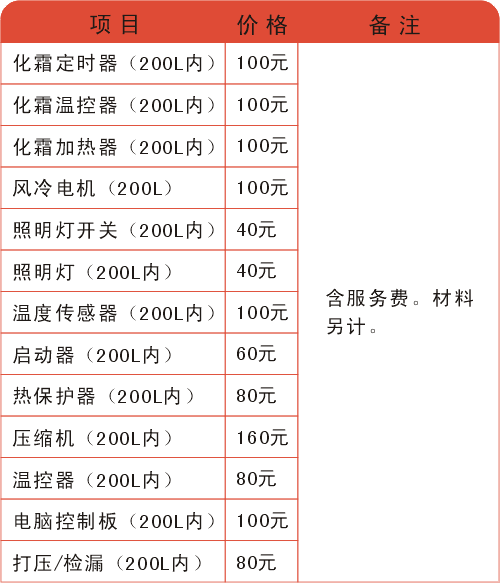 项目 价格 备注
化霜定时器（200L内） 100元
化霜温控器（200L内） 100元
化霜加热器（200L内） 100元
风冷电机（200L） 100元
照明灯开关（200L内） 40元
照明灯（200L内） 40元
温度传感器（200L内） 100元
含服务费。材料
另计。
启动器（200L内） 60元
热保护器（200L内） 80元
压缩机（200L内） 160元
温控器（200L内） 80元
电脑控制板（200L内） 100元
打压/检漏（200L内） 80元